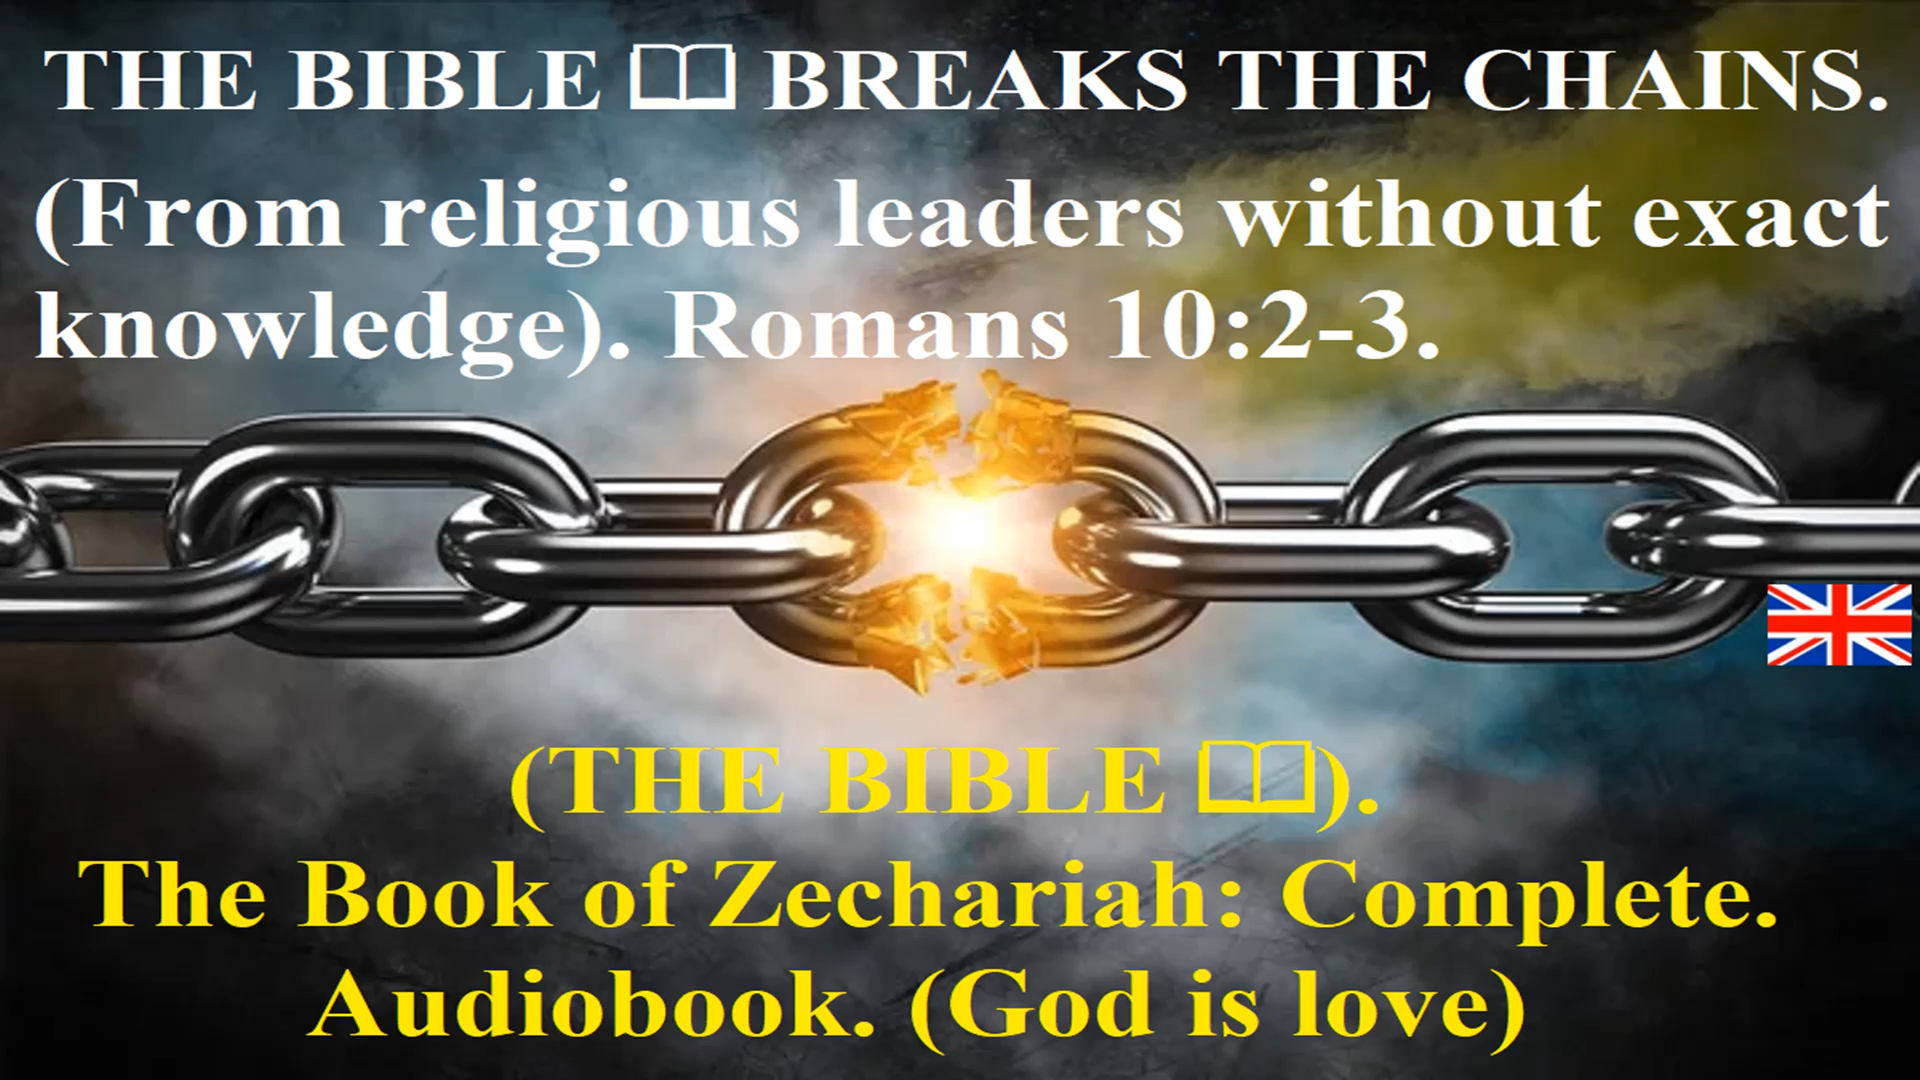 THE BIBLE 📖 BREAKS THE CHAINS.
(From religious leaders without exact
knowledge). Romans 10:2-3.
(THE BIBLE 📖).
The Book of Zechariah: Complete.
Audiobook. (God is love)